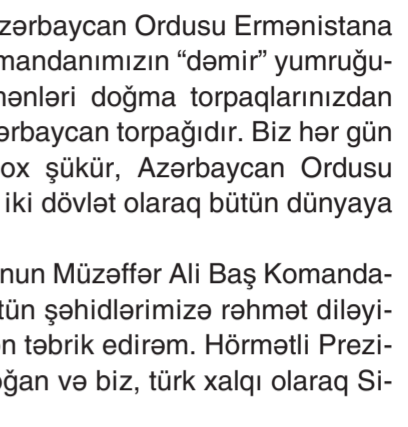 zərbaycan Ordusu Ermənistana
mandanımızın “dəmir” yumruğu-
mənləri doğma torpaqlarınızdan
ərbaycan torpağıdır. Biz hər gün
ox şükür, Azərbaycan Ordusu
iki dövlət olaraq bütün dünyaya
nun Müzəffər Ali Baş Komanda-
tün şəhidlərimizə rəhmət diləyi-
n təbrik edirəm. Hörmətli Prezi-
oğan və biz, türk xalqı olaraq Si-